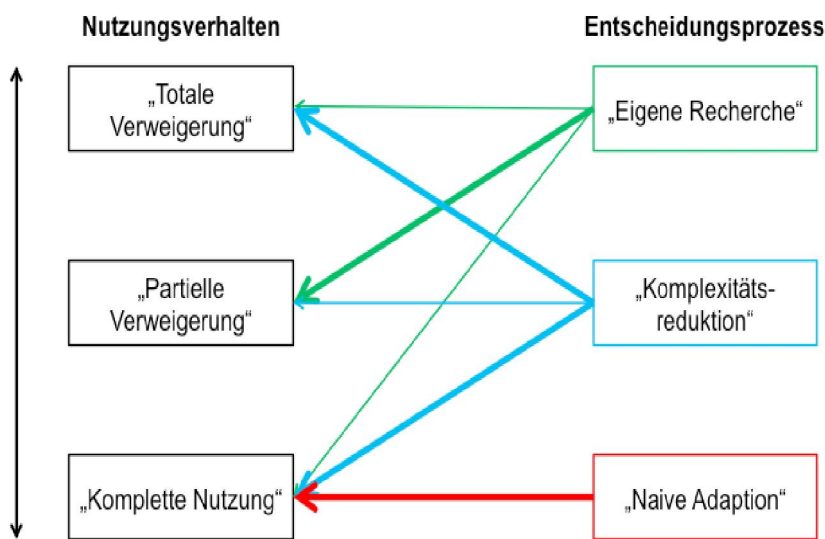 Nutzungsverhalten
Entscheidungsprozess
„Totale
Verweigerung“
„Eigene Recherche“
„Partielle
Verweigerung“
„Komplexitäts-
reduktion“
„Komplette Nutzung“
„Naive Adaption“